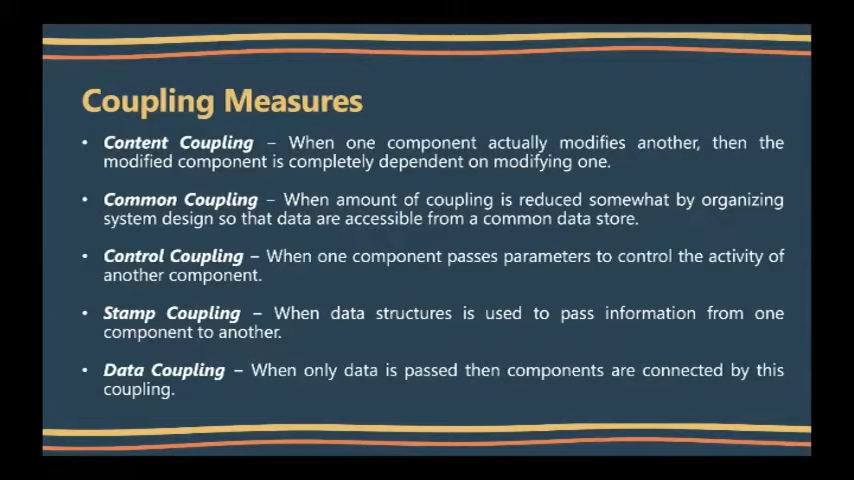 Coupling Measures
• Content Coupling – When one component actually modifies another, then the
modified component is completely dependent on modifying one.
• Common Coupling – When amount of coupling is reduced somewhat by organizing
system design so that data are accessible from a common data store.
• Control Coupling – When one component passes parameters to control the activity of
another component.
• Stamp Coupling – When data structures is used to pass information from one
component to another.
• Data Coupling – When only data is passed then components are connected by this
coupling.